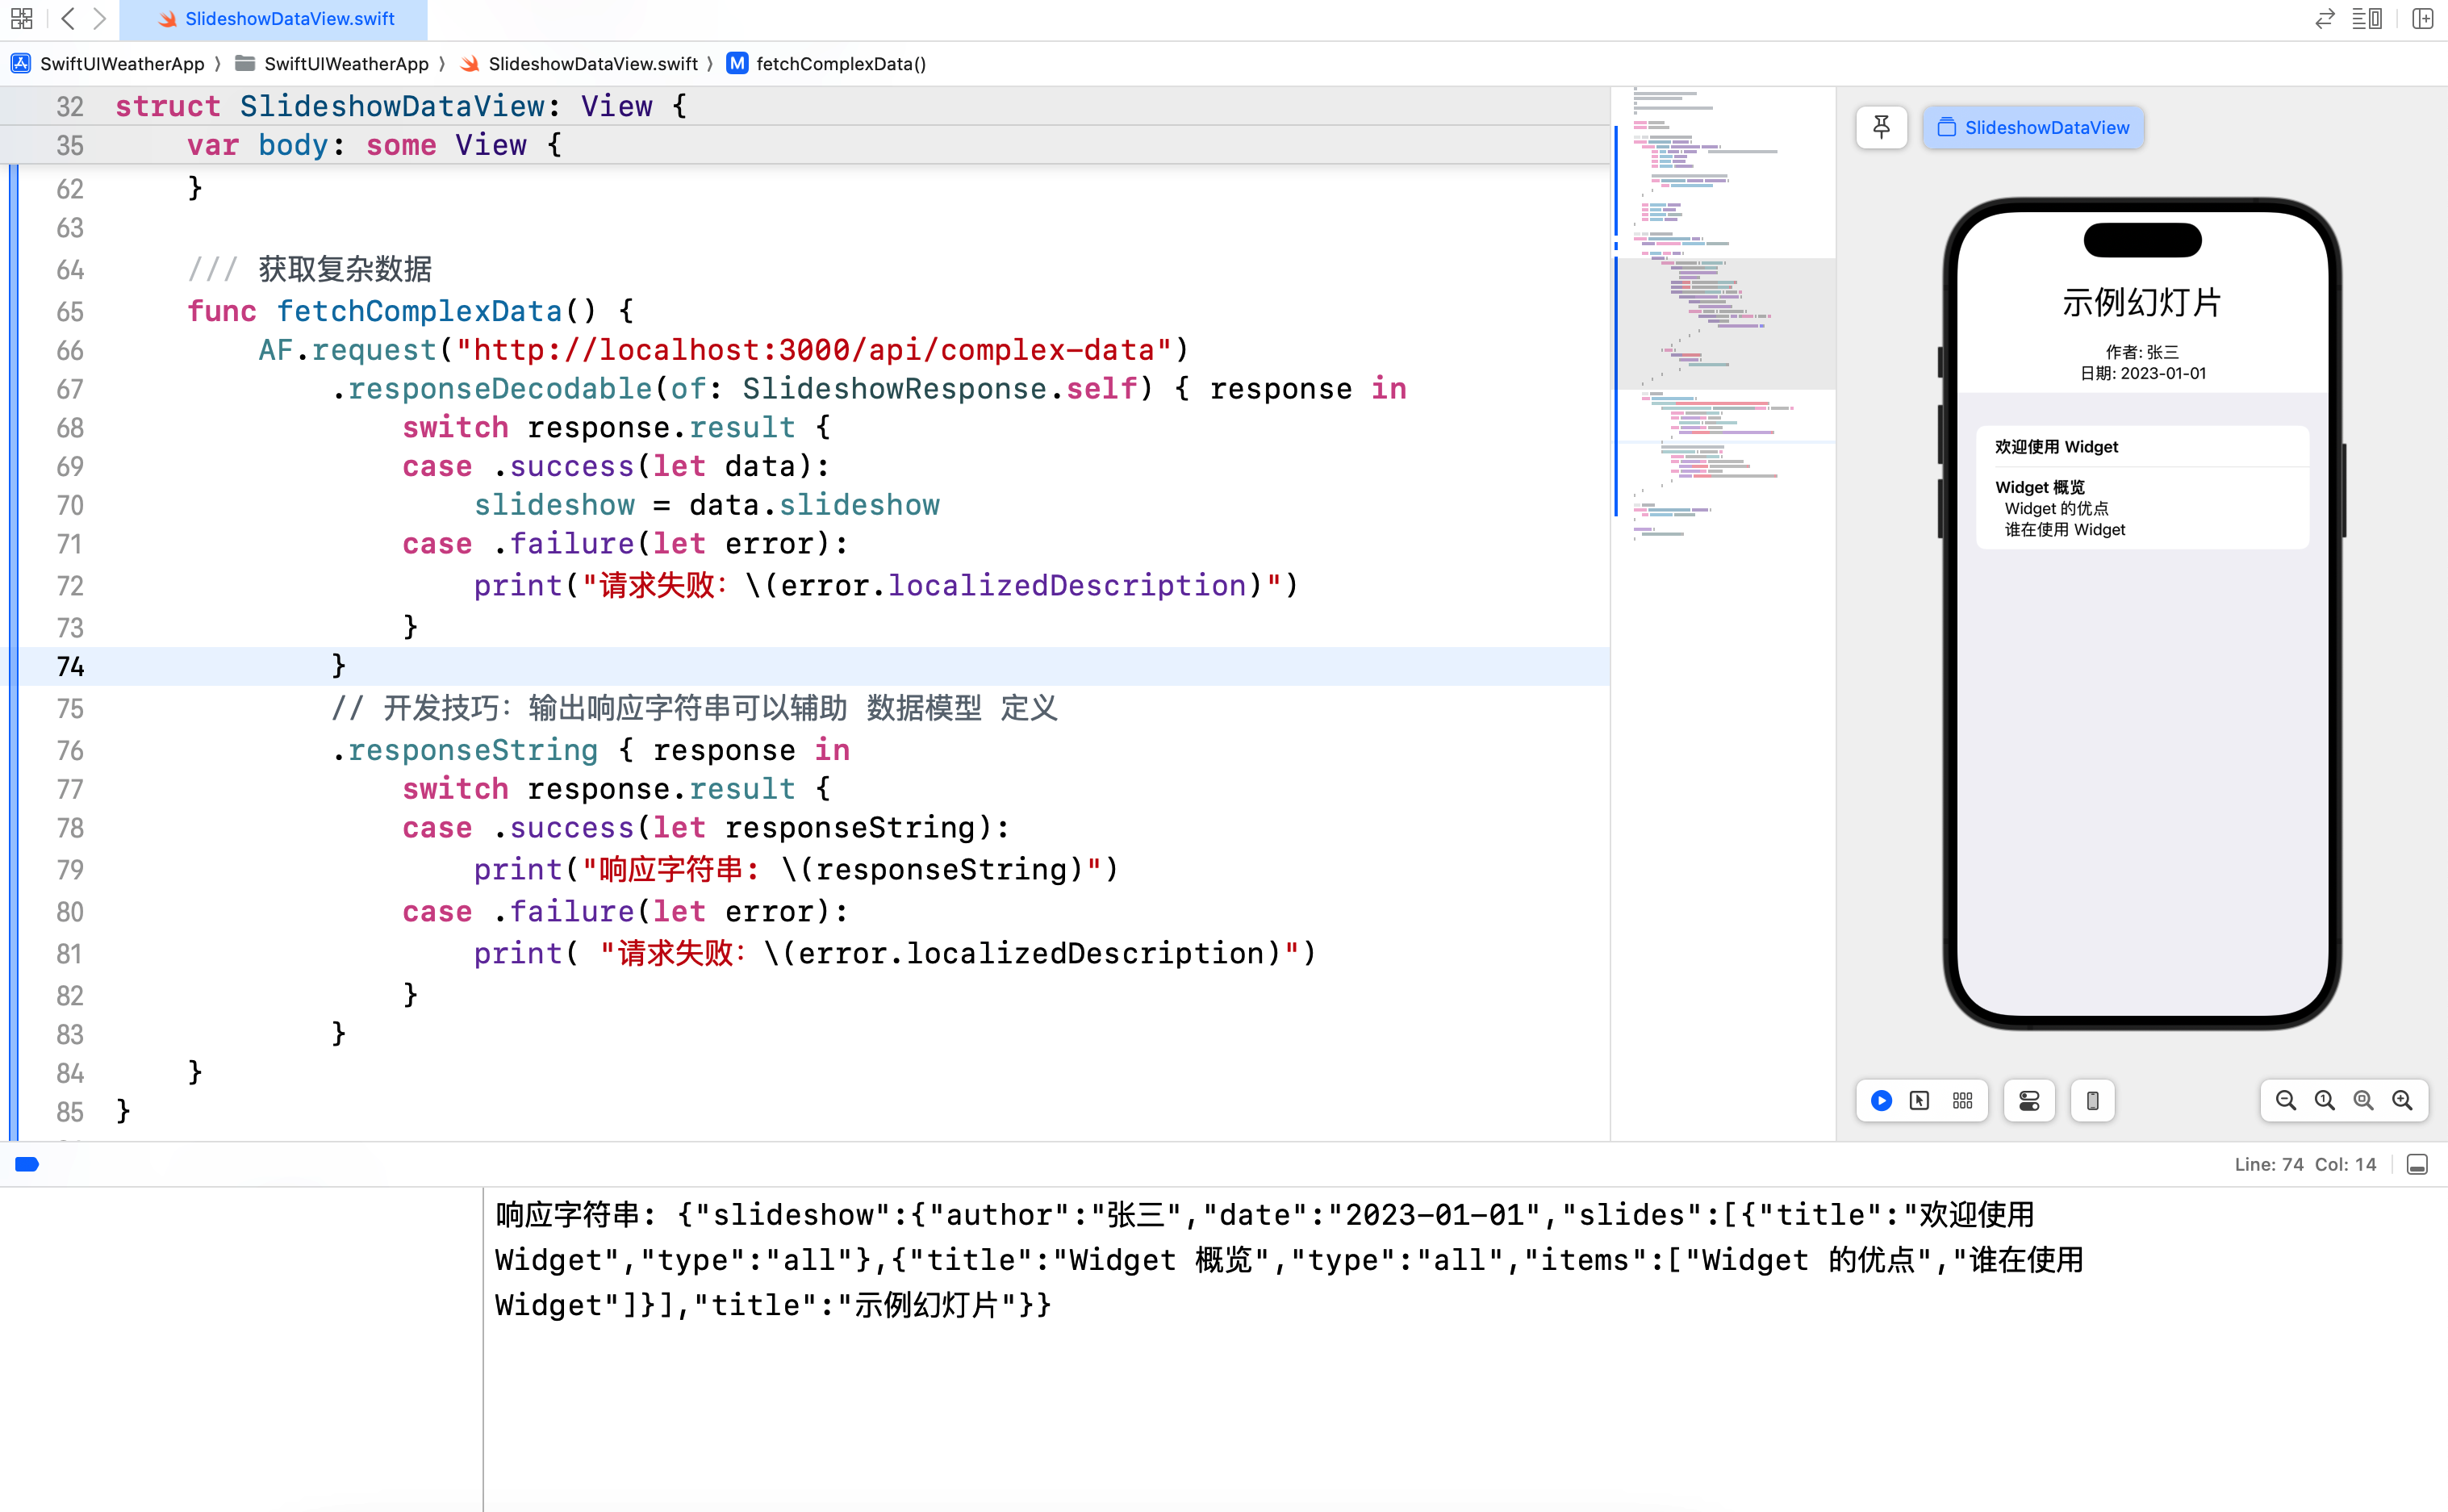 SlideshowDataView.swift
SwiftUIWeatherApp 〉 SwiftUIWeatherApp 〉 SlideshowDataView.swift 〉 M fetchComplexData()
32 struct SlideshowDataView: View {
35 var body: some View {
62 }
63
64 /// 获取复杂数据
65 func fetchComplexData() {
66 AF.request("http://localhost:3000/api/complex-data")
67 .responseDecodable(of: SlideshowResponse.self) { response in
68 switch response.result {
69 case .success(let data):
70 slideshow = data.slideshow
71 case .failure(let error):
72 print("请求失败：\(error.localizedDescription)")
73 }
74 }
75 // 开发技巧：输出响应字符串可以辅助 数据模型 定义
76 .responseString { response in
77 switch response.result {
78 case .success(let responseString):
79 print("响应字符串: \(responseString)")
80 case .failure(let error):
81 print( "请求失败：\(error.localizedDescription)")
82 }
83 }
84 }
85 }
SlideshowDataView
示例幻灯片
作者: 张三
日期: 2023-01-01
欢迎使用 Widget
Widget 概览
Widget 的优点
谁在使用 Widget
Line: 74 Col: 14
响应字符串: {"slideshow":{"author":"张三","date":"2023-01-01","slides":[{"title":"欢迎使用
Widget","type":"all"},{"title":"Widget 概览","type":"all","items":["Widget 的优点","谁在使用
Widget"]}],"title":"示例幻灯片"}}